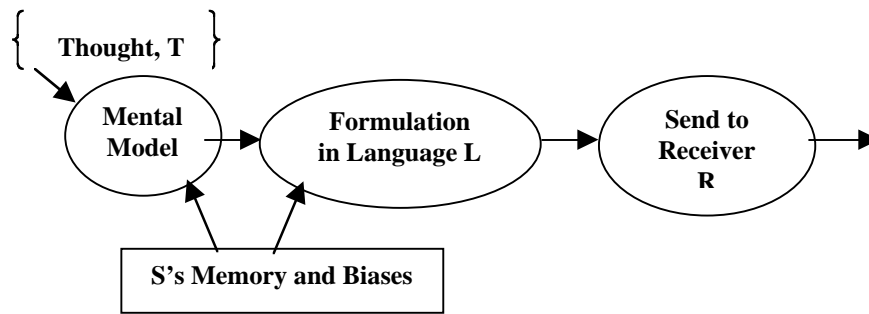 Thought, T
Mental
Model
Formulation
in Language L
Send to
Receiver
R
S's Memory and Biases